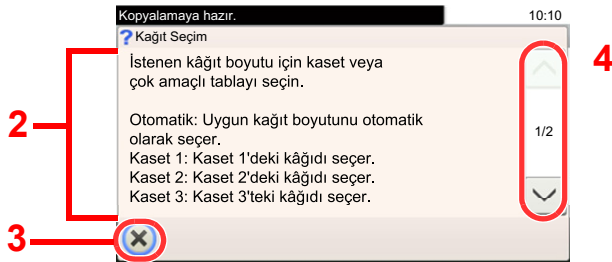 Kopyalamaya hazır.
10:10
? Kağıt Seçim
İstenen kâğıt boyutu için kaset veya
çok amaçlı tablayı seçin.
Otomatik: Uygun kağıt boyutunu otomatik
olarak seçer.
Kaset 1: Kaset 1'deki kâğıdı seçer.
Kaset 2: Kaset 2'deki kâğıdı seçer.
Kaset 3: Kaset 3'teki kâğıdı seçer.
1/2
2
3
4